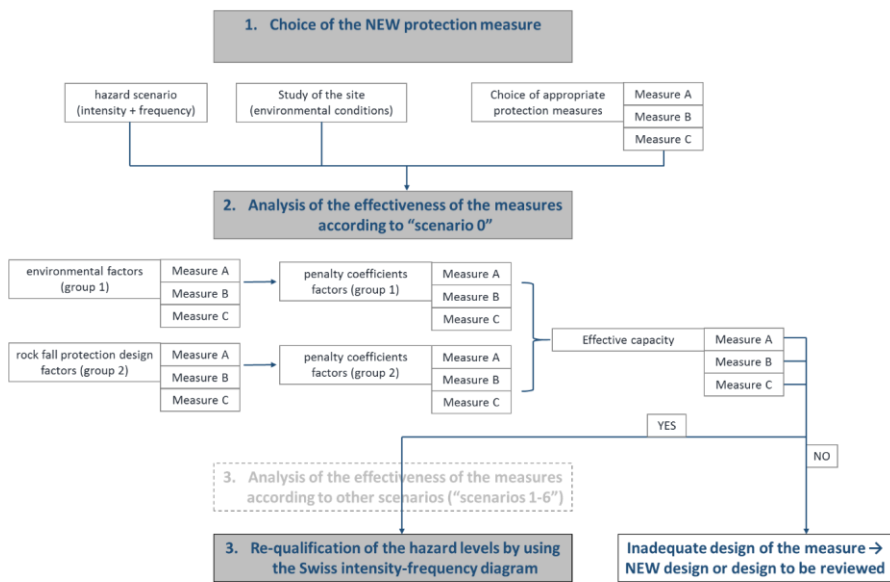 1. Choice of the NEW protection measure
hazard scenario
(intensity + frequency)
Study of the site
(environmental conditions)
Choice of appropriate
protection measures
Measure A
Measure B
Measure C
2. Analysis of the effectiveness of the measures
according to “scenario 0”
environmental factors
(group 1)
Measure A
Measure B
Measure C
penalty coefficients
factors (group 1)
Measure A
Measure B
Measure C
rock fall protection design
factors (group 2)
Measure A
Measure B
Measure C
penalty coefficients
factors (group 2)
Measure A
Measure B
Measure C
Effective capacity
Measure A
Measure B
Measure C
YES
NO
3. Analysis of the effectiveness of the measures
according to other scenarios (“scenarios 1-6”)
3. Re-qualification of the hazard levels by using
the Swiss intensity-frequency diagram
Inadequate design of the measure →
NEW design or design to be reviewed